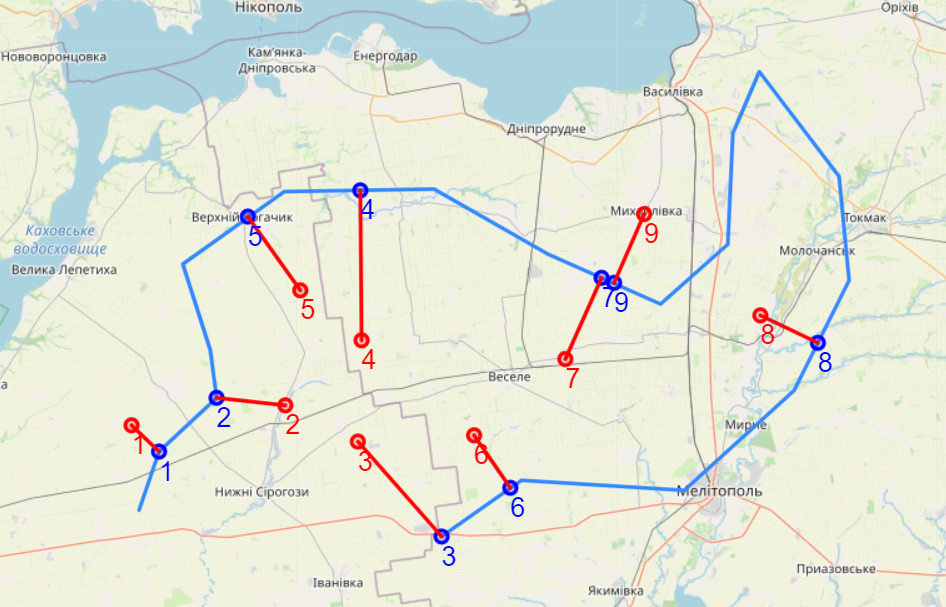 Нікополь
Оріхів
Нововоронцовка
Кам'янка-
Дніпровська
Енергодар
Василівка
Дніпрорудне
4
Верхній Рогачик
5
Михайлівка
9
Токмак
Каховське
водосховище
Велика Лепетиха
Молочанськ
7
9
5
8
4
8
Веселе
7
2
2
1
Мирне
1
3
6
Нижні Сірогози
Мелітополь
6
3
Приазовське
Іванівка
Якимівка